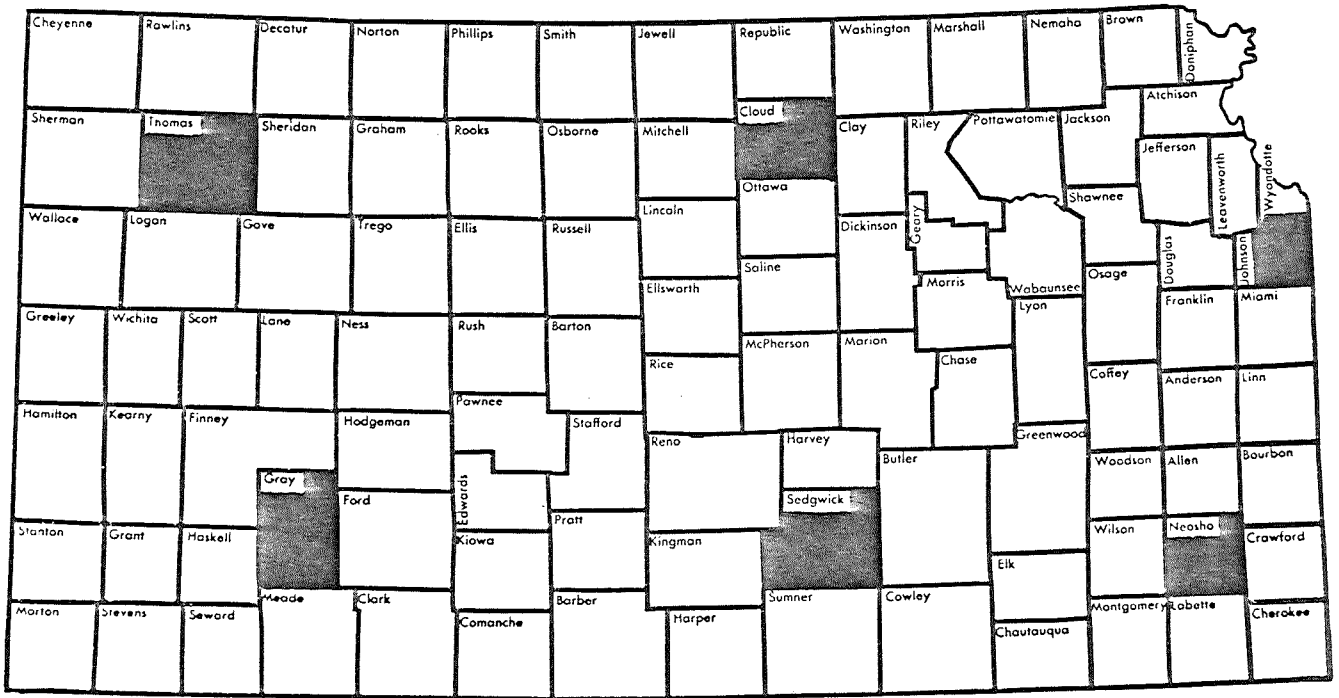 Cheyenne
Rawlins
Decatur
Norton
Phillips
Smith
Jewell
Republic
Washington
Marshall
Nemaha
Brown
Doniphan
Sherman
Thomas
Sheridan
Graham
Rooks
Osborne
Mitchell
Cloud
Clay
Riley
Pottawatomie
Jackson
Atchison
Jefferson
Leavenworth
Wyandotte
Wallace
Logan
Gove
Trego
Ellis
Russell
Lincoln
Ottawa
Dickinson
Geary
Shawnee
Douglas
Johnson
Ellsworth
Saline
Morris
Wabaunsee
Osage
Franklin
Miami
Greeley
Wichita
Scott
Lane
Ness
Rush
Barton
Rice
McPherson
Marion
Chase
Lyon
Coffey
Anderson
Linn
Hamilton
Kearny
Finney
Hodgeman
Pawnee
Stafford
Reno
Harvey
Butler
Greenwood
Woodson
Allen
Bourbon
Gray
Ford
Edwards
Sedgwick
Stanton
Grant
Haskell
Kiowa
Pratt
Kingman
Elk
Wilson
Neosho
Crawford
Morton
Stevens
Seward
Meade
Clark
Comanche
Barber
Harper
Sumner
Cowley
Chautauqua
Montgomery
Labette
Cherokee